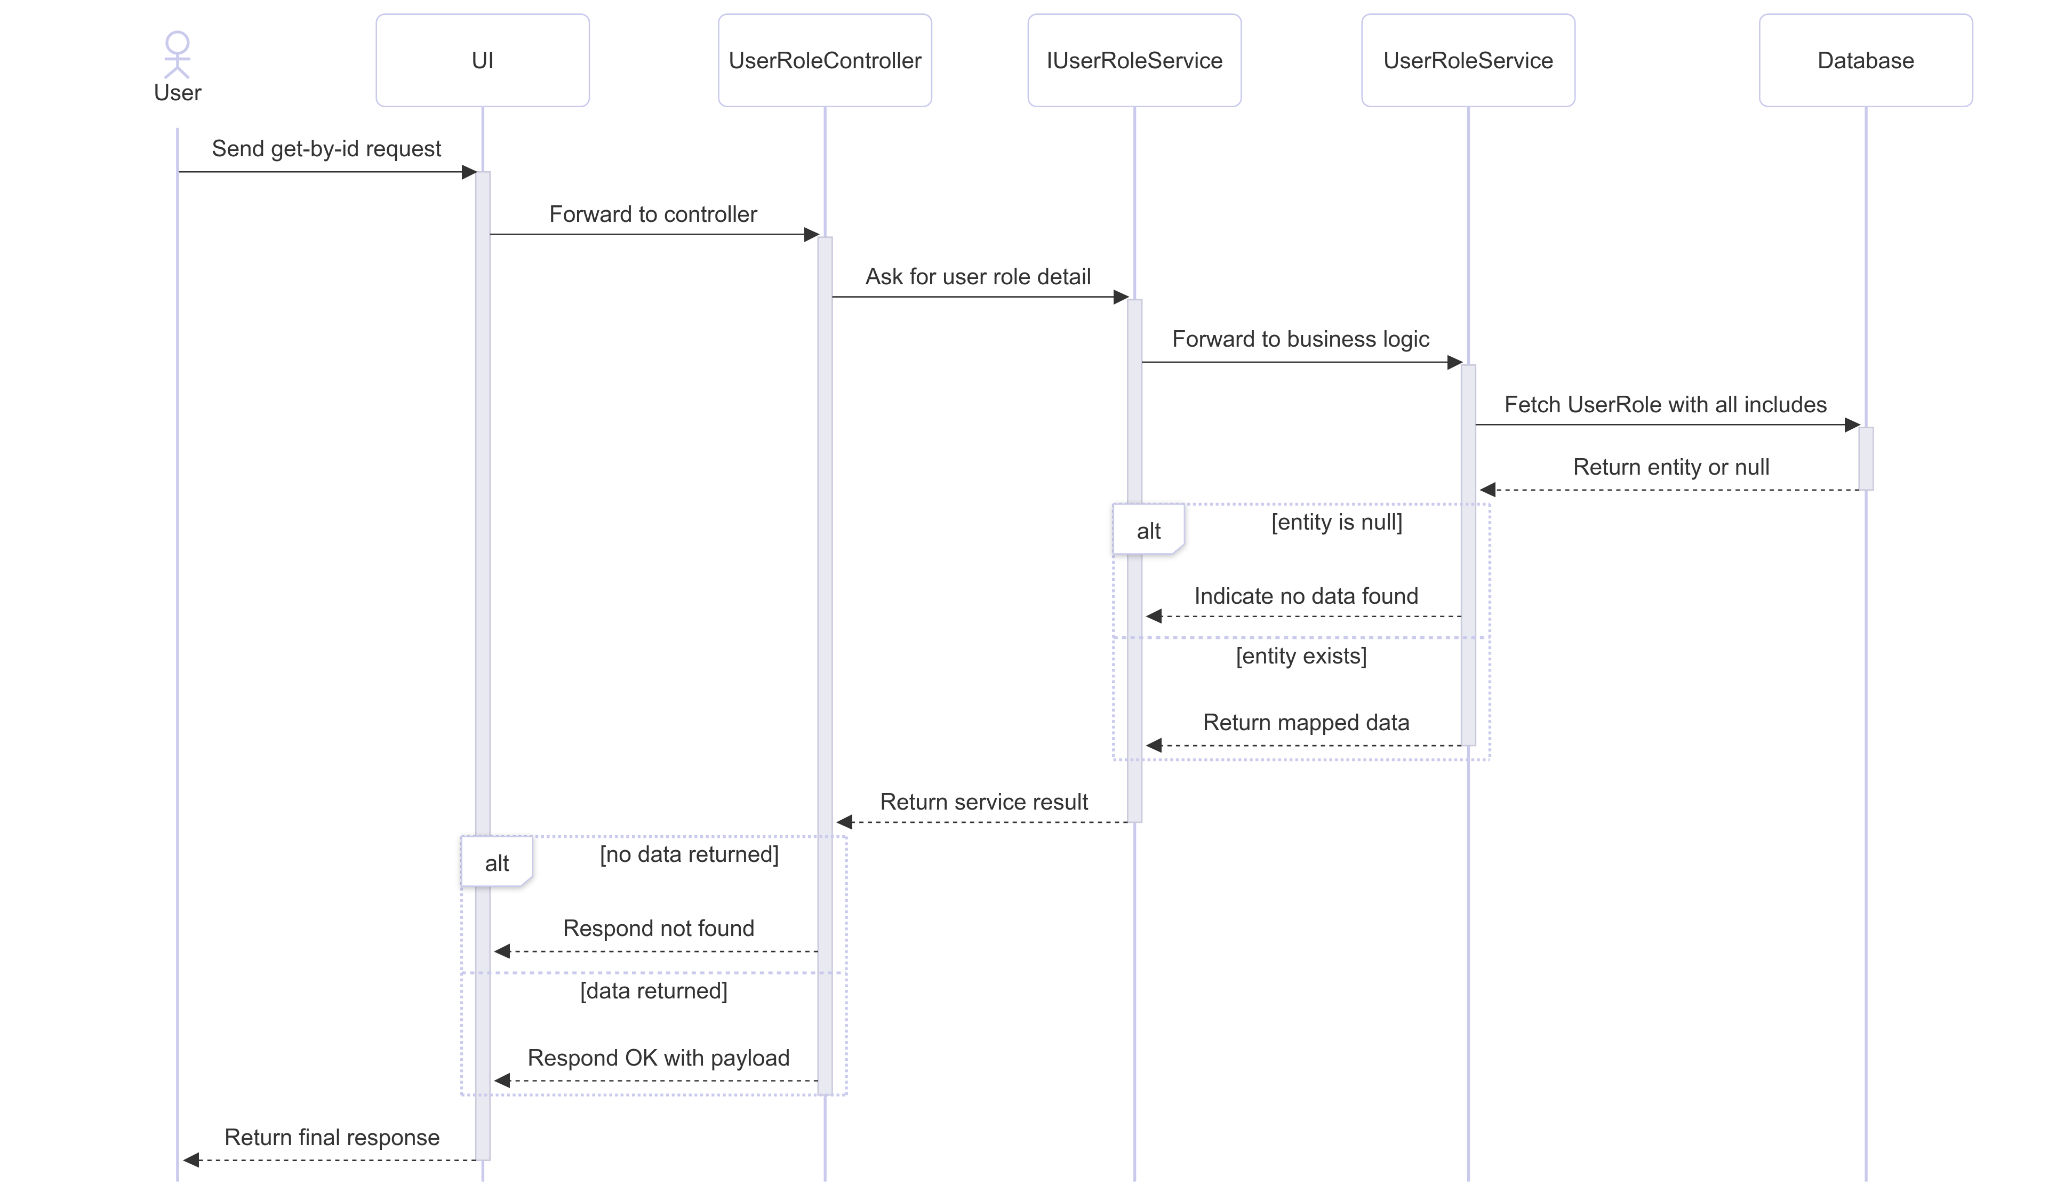 User
UI
UserRoleController
IUserRoleService
UserRoleService
Database
Send get-by-id request
Forward to controller
Ask for user role detail
Forward to business logic
Fetch UserRole with all includes
Return entity or null
alt
[entity is null]
Indicate no data found
[entity exists]
Return mapped data
Return service result
alt
[no data returned]
Respond not found
[data returned]
Respond OK with payload
Return final response